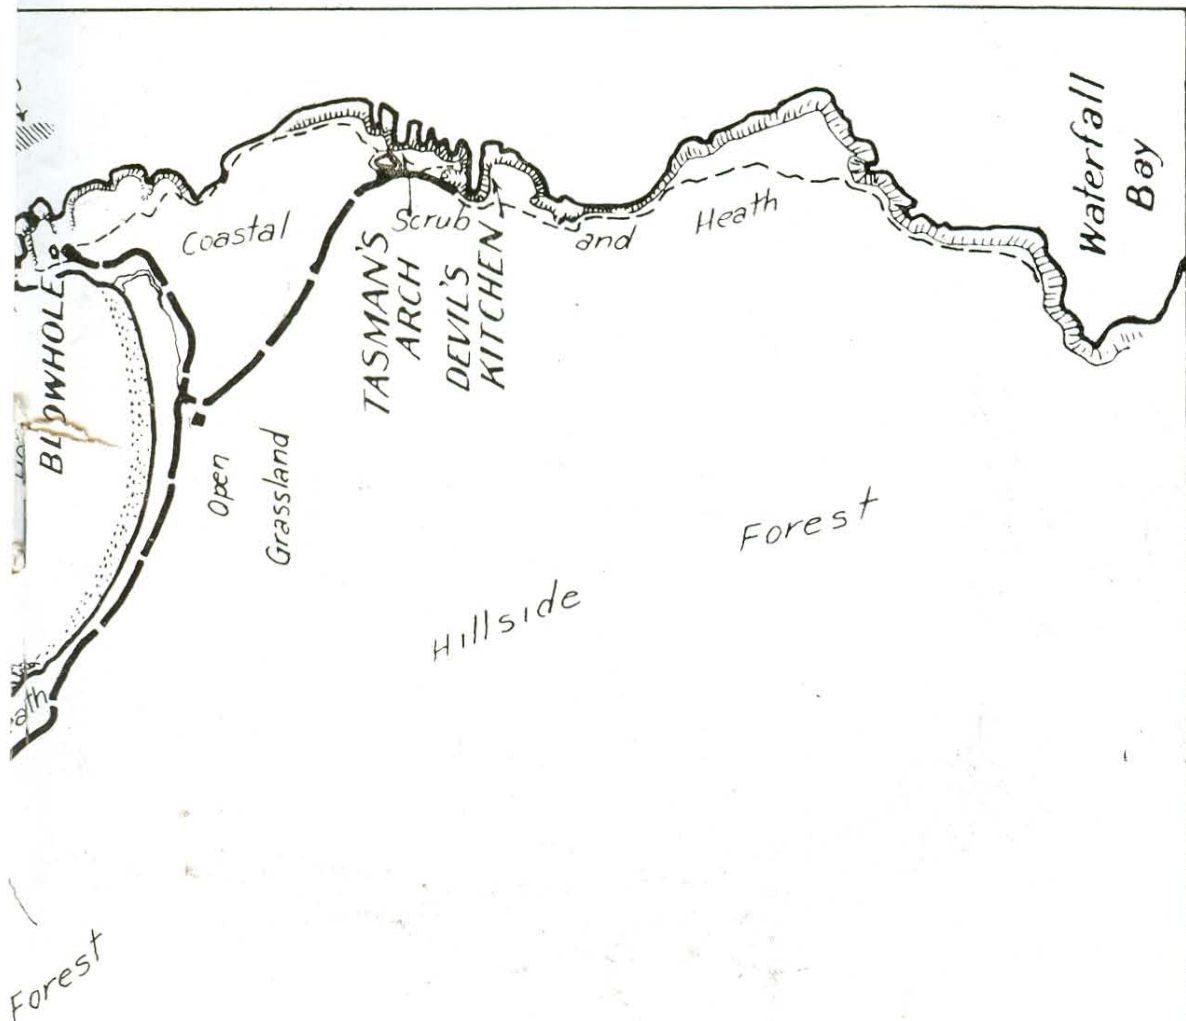 Waterfall
Bay
Coastal
Scrub
and
Heath
BLOWHOLE
TASMAN'S
ARCH
DEVIL'S
KITCHEN
Open
Grassland
Hillside
Forest
Forest